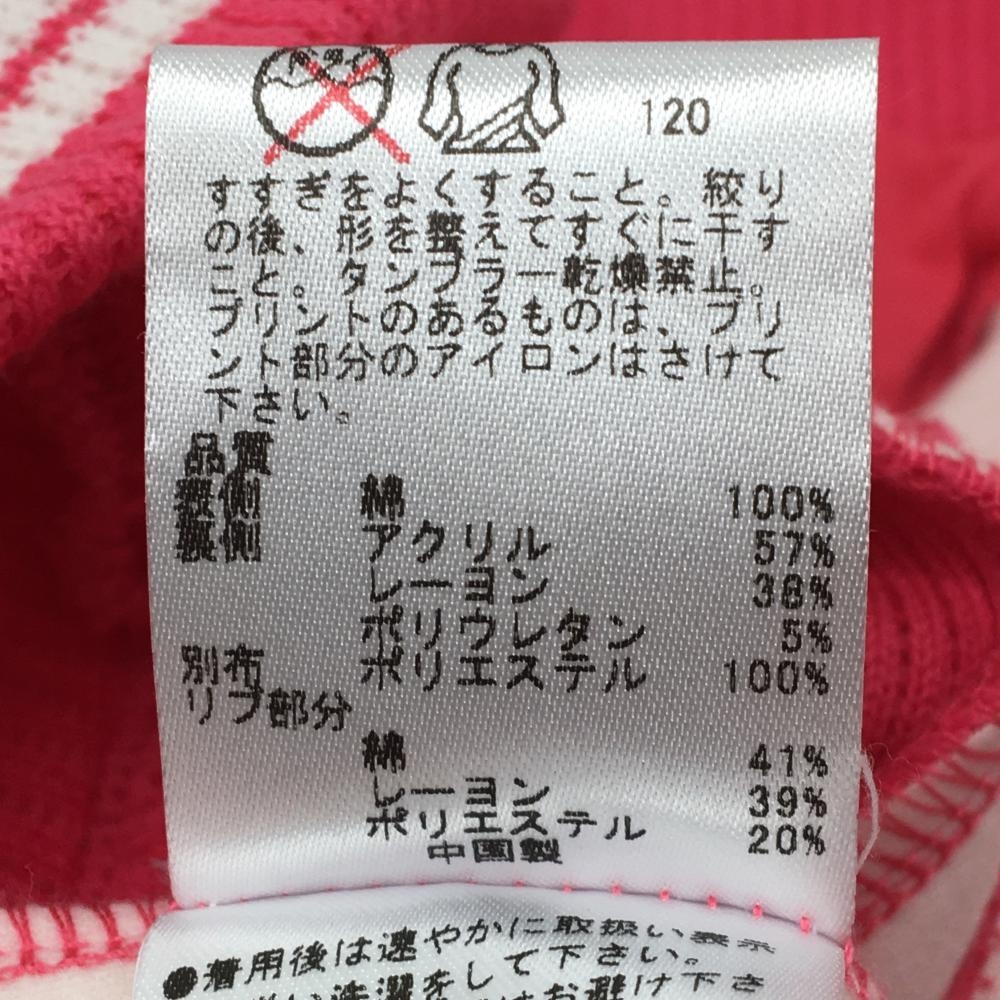 120
すすぎをよくすること。絞り
の後、形を整えてすぐに干す
こと。タンブラー乾燥禁止。
プリントのあるものは、プリ
ント部分のアイロンはさけて
下さい。
品質
表側 綿 100%
裏側 アクリル 57%
レーヨン 38%
ポリウレタン 5%
別布 ポリエステル 100%
リブ部分
綿 41%
レーヨン 39%
ポリエステル 20%
中国製
●着用後は速やかに取扱い表示
洗濯をして下さい。
お避け下さ